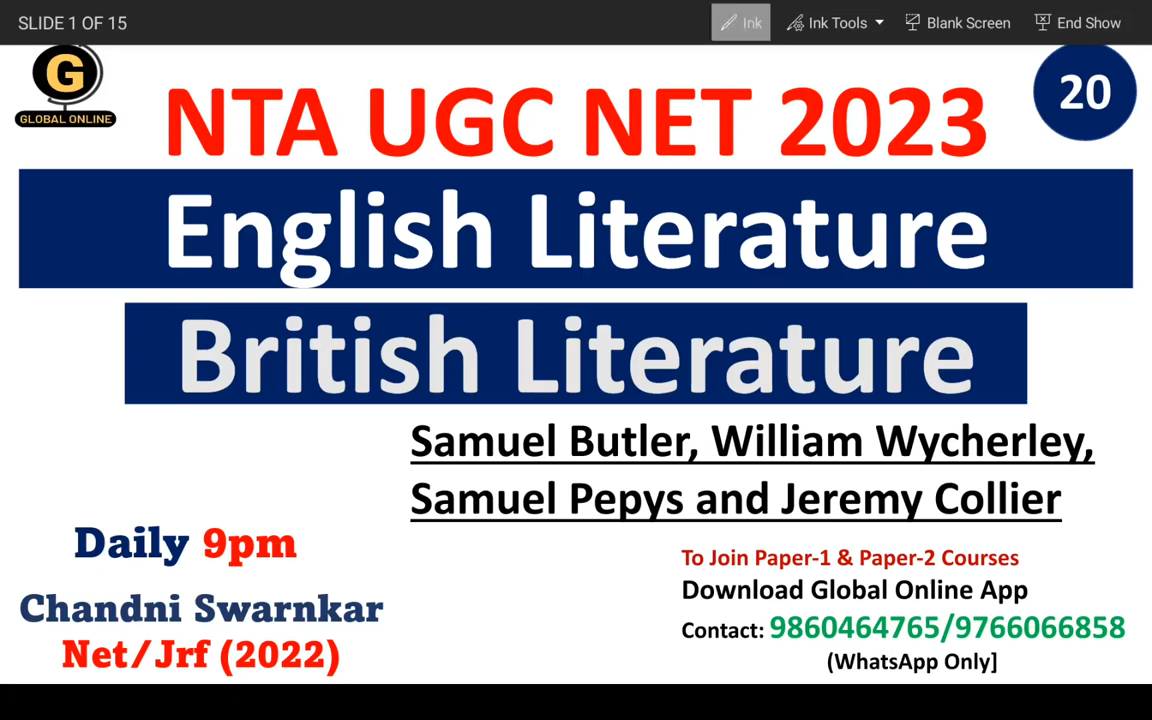 SLIDE 1 OF 15
Ink
Ink Tools
Blank Screen
End Show
G
GLOBAL ONLINE
NTA UGC NET 2023
20
English Literature
British Literature
Samuel Butler, William Wycherley,
Samuel Pepys and Jeremy Collier
Daily 9pm
Chandni Swarnkar
Net/Jrf (2022)
To Join Paper-1 & Paper-2 Courses
Download Global Online App
Contact: 9860464765/9766066858
(WhatsApp Only]